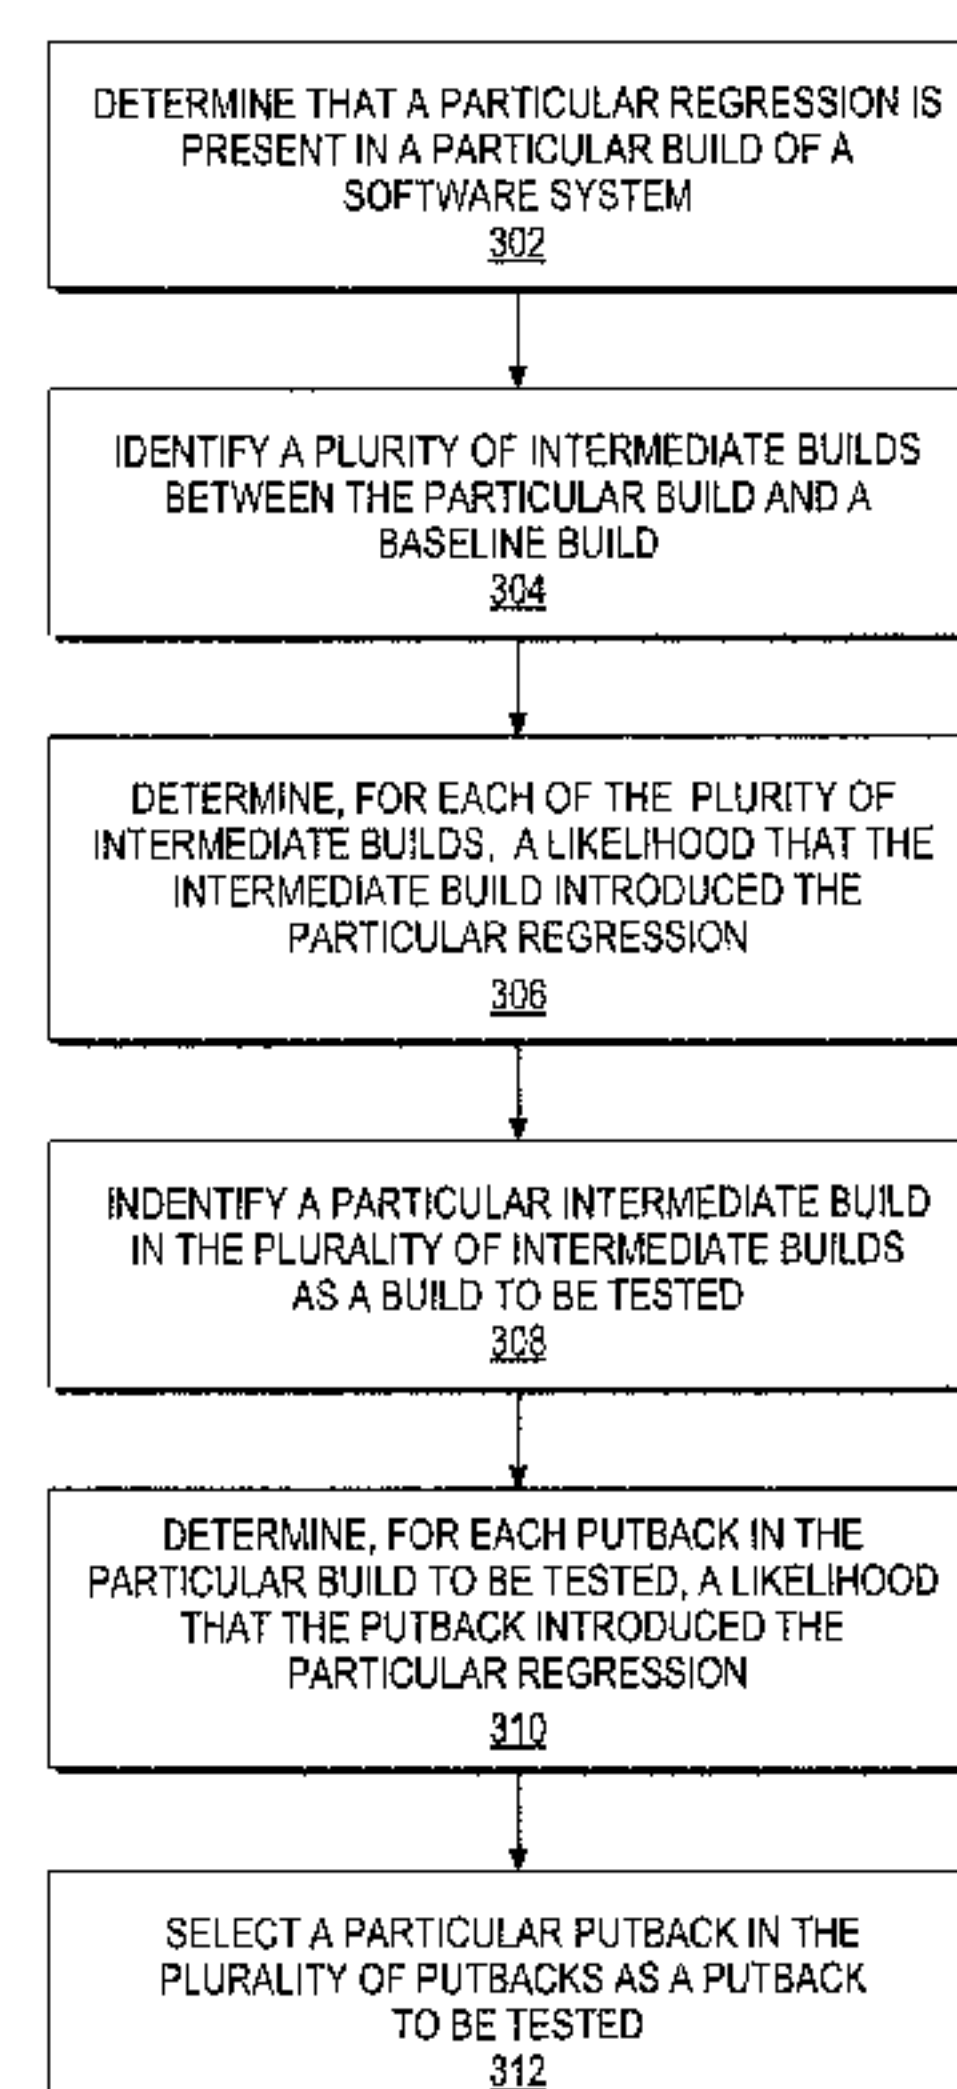 DETERMINE THAT A PARTICULAR REGRESSION IS
PRESENT IN A PARTICULAR BUILD OF A
SOFTWARE SYSTEM
302
IDENTIFY A PLURITY OF INTERMEDIATE BUILDS
BETWEEN THE PARTICULAR BUILD AND A
BASELINE BUILD
304
DETERMINE, FOR EACH OF THE PLURITY OF
INTERMEDIATE BUILDS, A LIKELIHOOD THAT THE
INTERMEDIATE BUILD INTRODUCED THE
PARTICULAR REGRESSION
306
INDENTIFY A PARTICULAR INTERMEDIATE BUILD
IN THE PLURALITY OF INTERMEDIATE BUILDS
AS A BUILD TO BE TESTED
308
DETERMINE, FOR EACH PUTBACK IN THE
PARTICULAR BUILD TO BE TESTED, A LIKELIHOOD
THAT THE PUTBACK INTRODUCED THE
PARTICULAR REGRESSION
310
SELECT A PARTICULAR PUTBACK IN THE
PLURALITY OF PUTBACKS AS A PUTBACK
TO BE TESTED
312